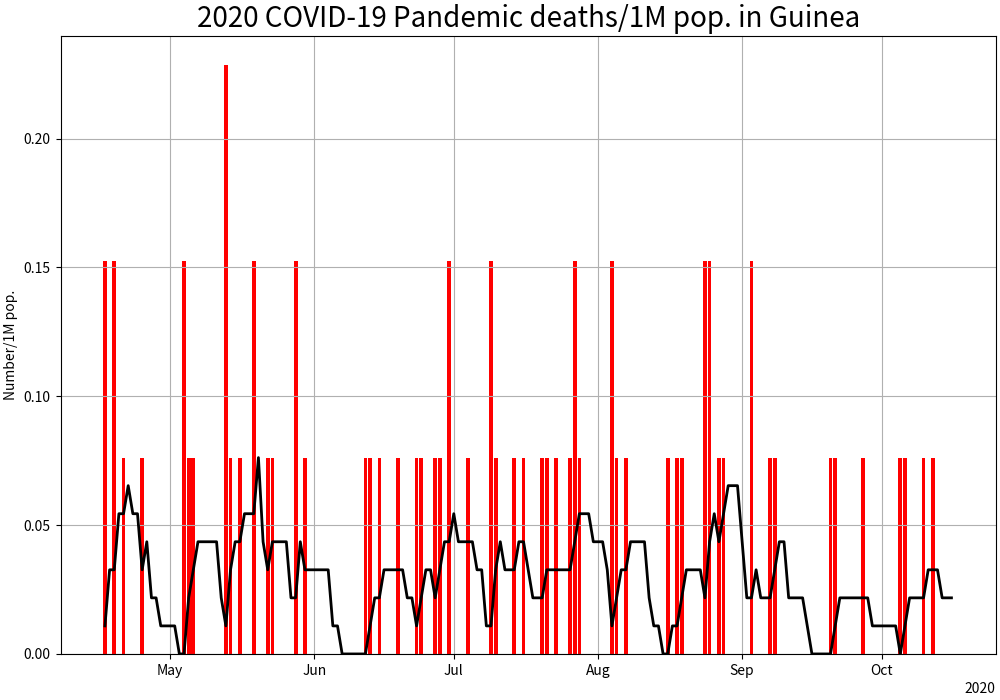 2020 COVID-19 Pandemic deaths/1M pop. in Guinea
Number/1M pop.
0.20
0.15
0.10
0.05
0.00
May Jun Jul Aug Sep Oct
2020